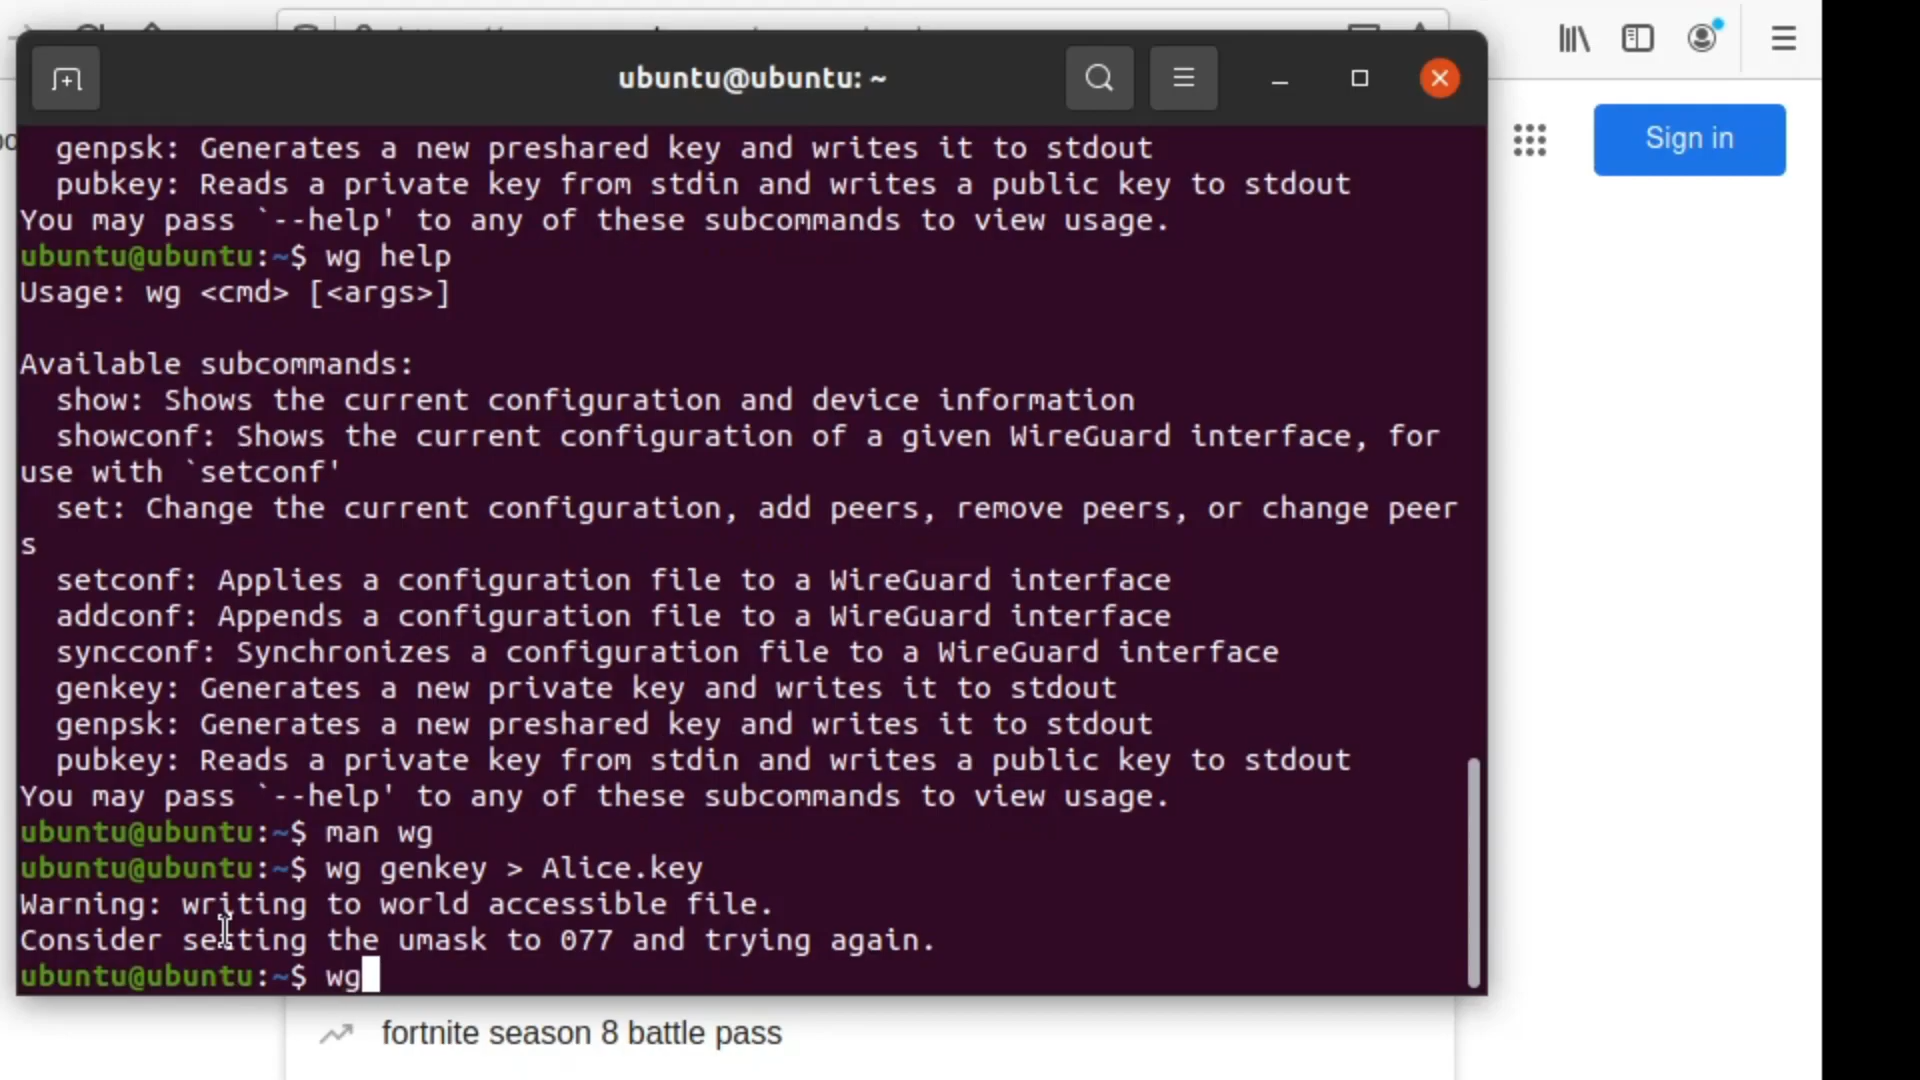 ubuntu@ubuntu: ~
Sign in
genpsk: Generates a new preshared key and writes it to stdout
pubkey: Reads a private key from stdin and writes a public key to stdout
You may pass `--help' to any of these subcommands to view usage.
ubuntu@ubuntu:~$ wg help
Usage: wg <cmd> [<args>]
Available subcommands:
show: Shows the current configuration and device information
showconf: Shows the current configuration of a given WireGuard interface, for
use with `setconf'
set: Change the current configuration, add peers, remove peers, or change peer
s
setconf: Applies a configuration file to a WireGuard interface
addconf: Appends a configuration file to a WireGuard interface
syncconf: Synchronizes a configuration file to a WireGuard interface
genkey: Generates a new private key and writes it to stdout
genpsk: Generates a new preshared key and writes it to stdout
pubkey: Reads a private key from stdin and writes a public key to stdout
You may pass `--help' to any of these subcommands to view usage.
ubuntu@ubuntu:~$ man wg
ubuntu@ubuntu:~$ wg genkey > Alice.key
Warning: writing to world accessible file.
Consider setting the umask to 077 and trying again.
ubuntu@ubuntu:~$ wg
fortnite season 8 battle pass